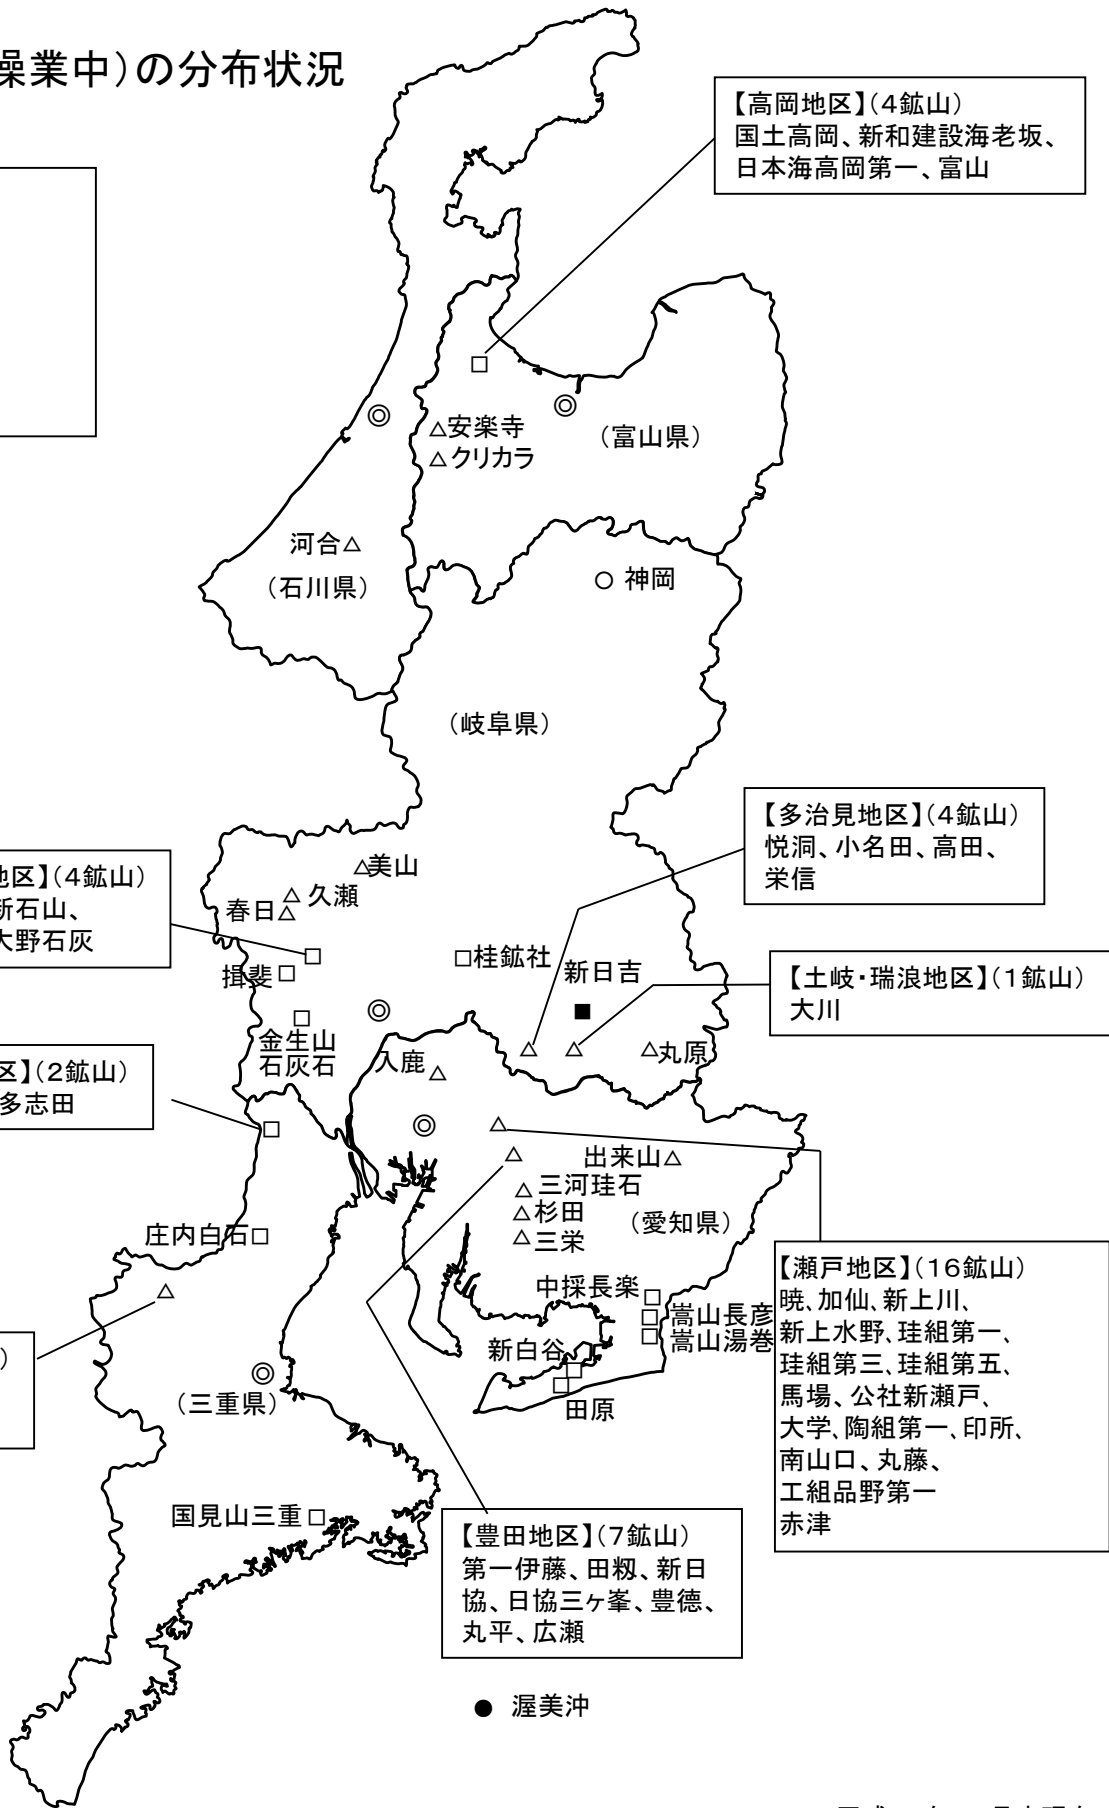 操業中)の分布状況
【高岡地区】(4鉱山)
国土高岡、新和建設海老坂、
日本海高岡第一、富山
△安楽寺
△クリカラ
(富山県)
河合△
(石川県)
○ 神岡
(岐阜県)
【多治見地区】(4鉱山)
悦洞、小名田、高田、
栄信
地区】(4鉱山)
新石山、
大野石灰
△美山
△ 久瀬
春日△
揖斐□
□桂鉱社
新日吉
■
【土岐・瑞浪地区】(1鉱山)
大川
金生山
石灰石
入鹿△
△丸原
区】(2鉱山)
多志田
出来山△
△三河珪石
△杉田
△三栄
(愛知県)
庄内白石□
中採長楽□
□嵩山長彦
□嵩山湯巻
新白谷
田原
【瀬戸地区】(16鉱山)
暁、加仙、新上川、
新上水野、珪組第一、
珪組第三、珪組第五、
馬場、公社新瀬戸、
大学、陶組第一、印所、
南山口、丸藤、
工組品野第一
赤津
)
(三重県)
国見山三重□
【豊田地区】(7鉱山)
第一伊藤、田籾、新日
協、日協三ヶ峯、豊徳、
丸平、広瀬
● 渥美沖